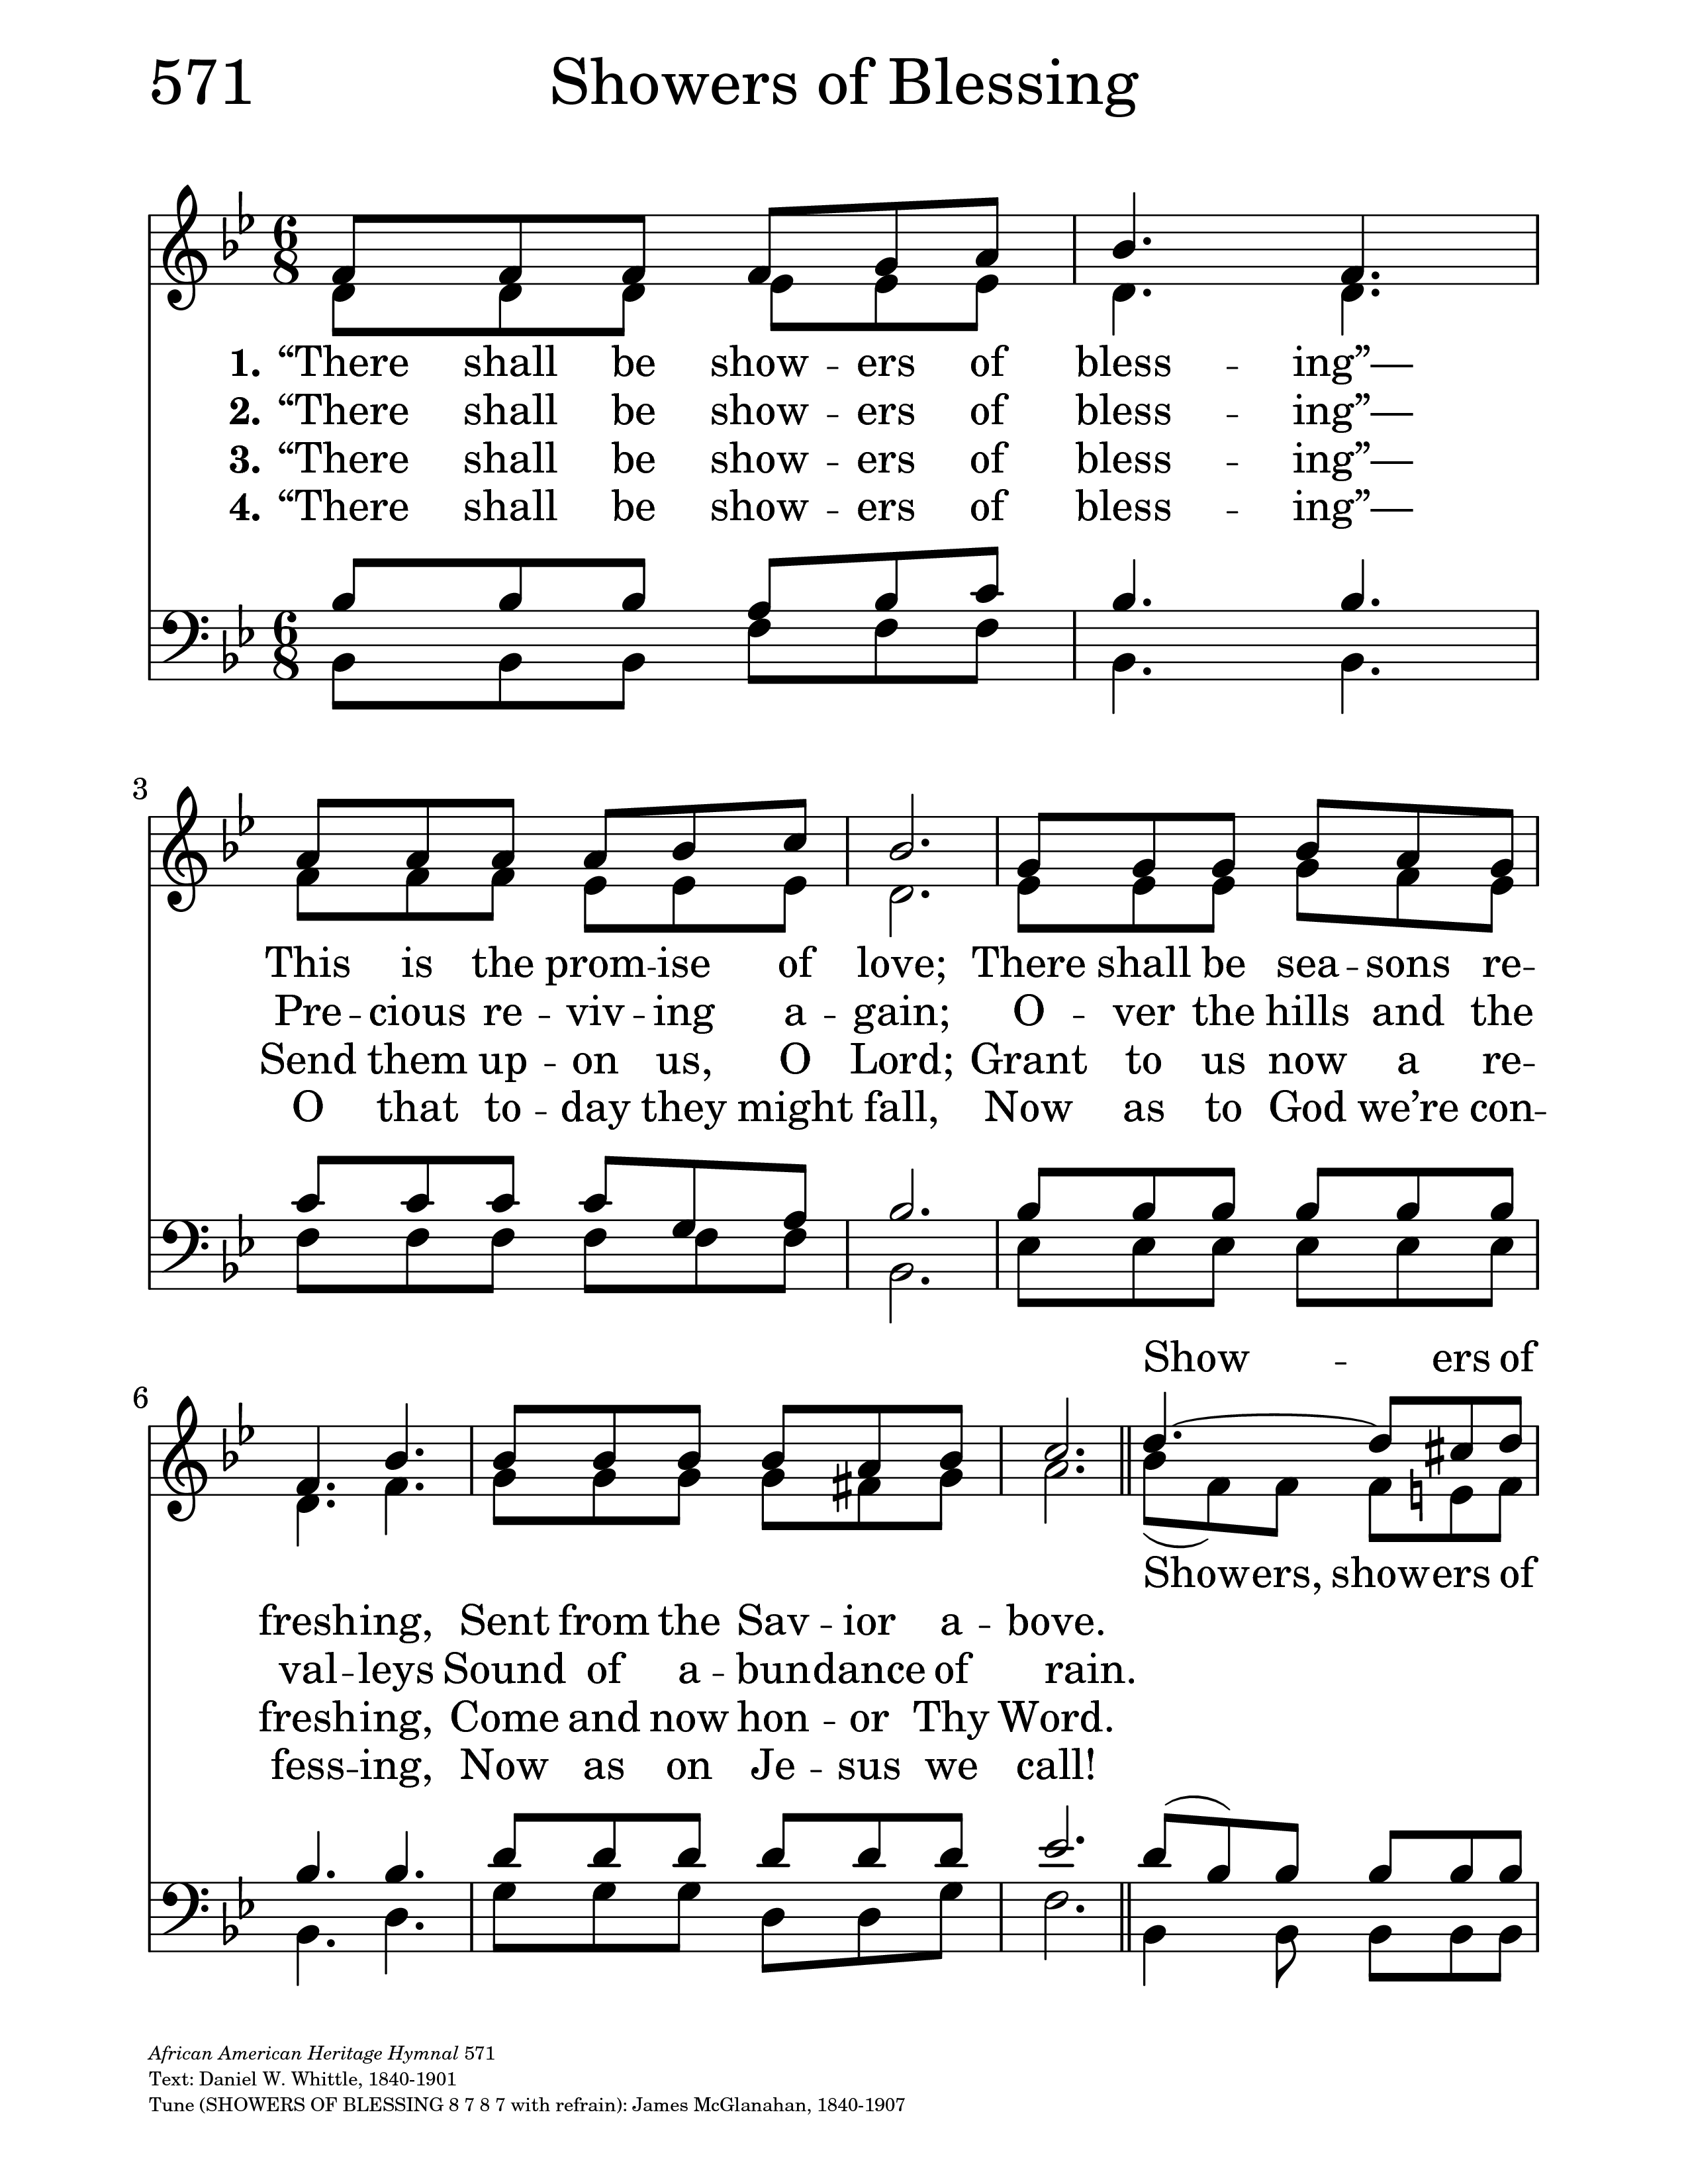 571 Showers of Blessing
6 8
1. “There shall be show - ers of bless - ing”—
2. “There shall be show - ers of bless - ing”—
3. “There shall be show - ers of bless - ing”—
4. “There shall be show - ers of bless - ing”—
6 8
3
This is the prom - ise of love; There shall be sea - sons re -
Pre - cious re - viv - ing a - gain; O - ver the hills and the
Send them up - on us, O Lord; Grant to us now a re -
O that to - day they might fall, Now as to God we’re con -
Show - ers of
6
Showers, showers of
freshing, Sent from the Sav - ior a - bove.
val - leys Sound of a - bundance of rain.
freshing, Come and now hon - or Thy Word.
fess - ing, Now as on Je - sus we call!
African American Heritage Hymnal 571
Text: Daniel W. Whittle, 1840-1901
Tune (SHOWERS OF BLESSING 8 7 8 7 with refrain): James McGlanahan, 1840-1907